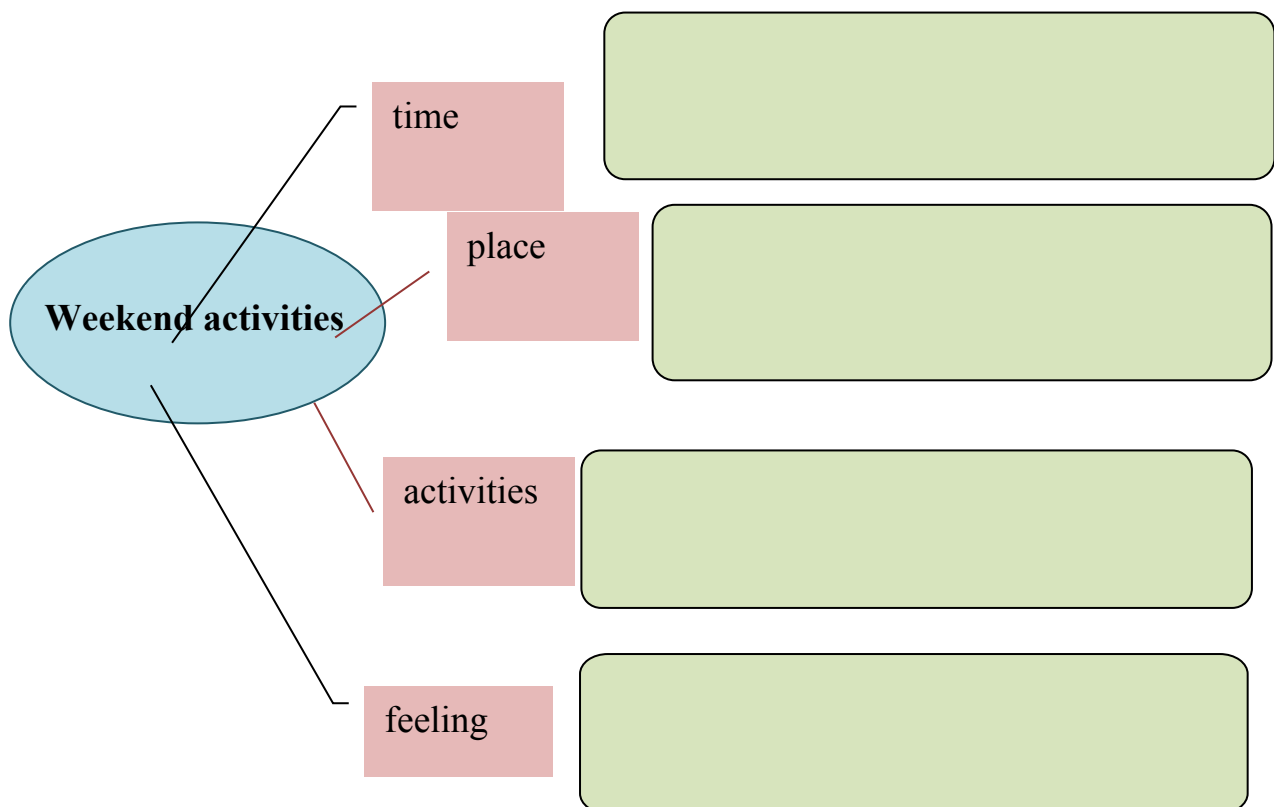 time
place
Weekend activities
activities
feeling